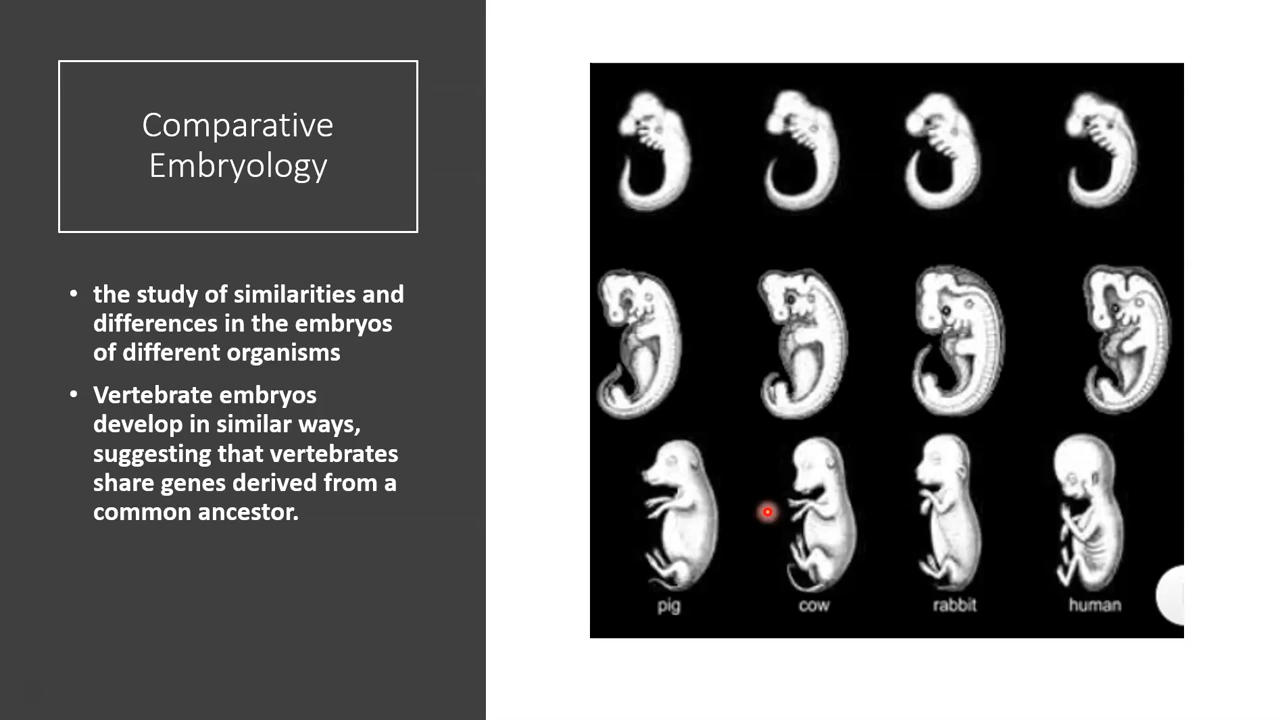 Comparative
Embryology
• the study of similarities and
differences in the embryos
of different organisms
• Vertebrate embryos
develop in similar ways,
suggesting that vertebrates
share genes derived from a
common ancestor.
pig cow rabbit human